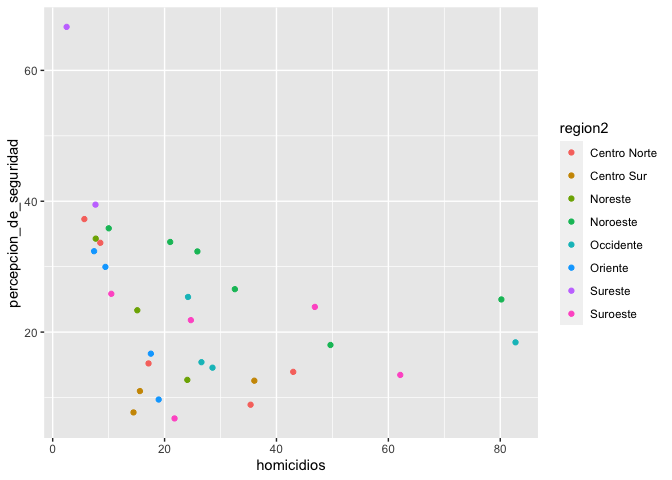 60
40
20
0
20
40
60
80
homicidios
percepcion_de_seguridad
region2
Centro Norte
Centro Sur
Noreste
Noroeste
Occidente
Oriente
Sureste
Suroeste